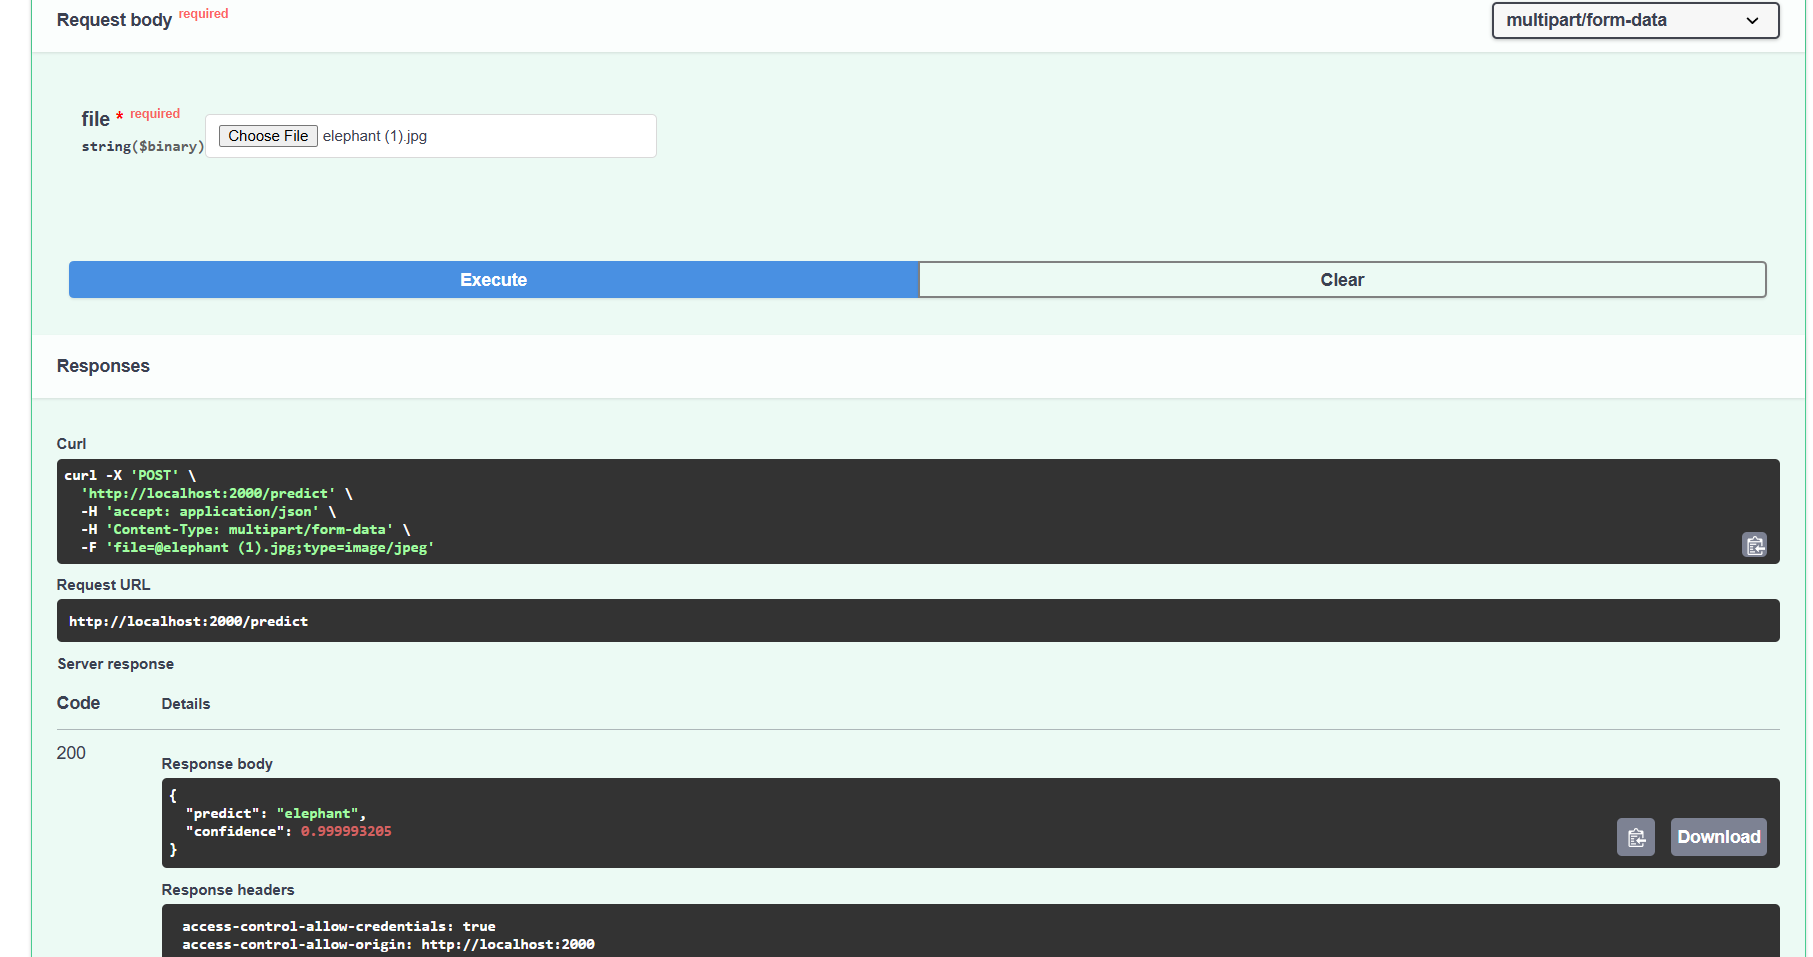 Request body required
multipart/form-data
file * required
string($binary)
Choose File elephant (1).jpg
Execute
Clear
Responses
Curl
curl -X 'POST' \
  'http://localhost:2000/predict' \
  -H 'accept: application/json' \
  -H 'Content-Type: multipart/form-data' \
  -F 'file=@elephant (1).jpg;type=image/jpeg'
Request URL
http://localhost:2000/predict
Server response
Code Details
200
Response body
{
  "predict": "elephant",
  "confidence": 0.999993205
}
Download
Response headers
access-control-allow-credentials: true
access-control-allow-origin: http://localhost:2000